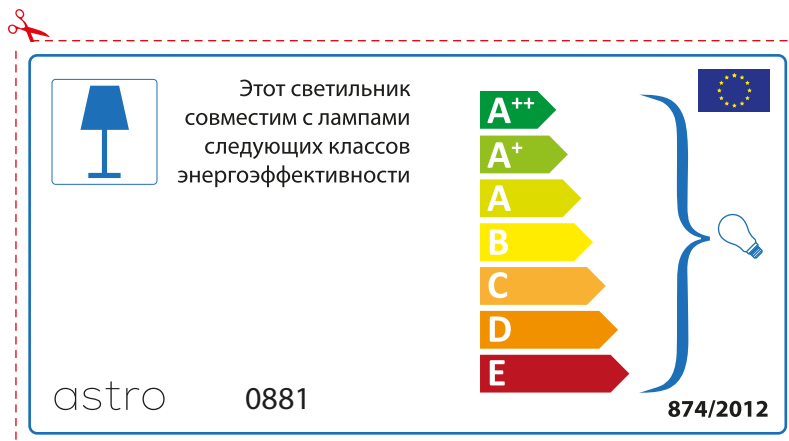 Этот светильник
совместим с лампами
следующих классов
энергоэффективности
A++
A+
A
B
C
D
E
astro
0881
874/2012